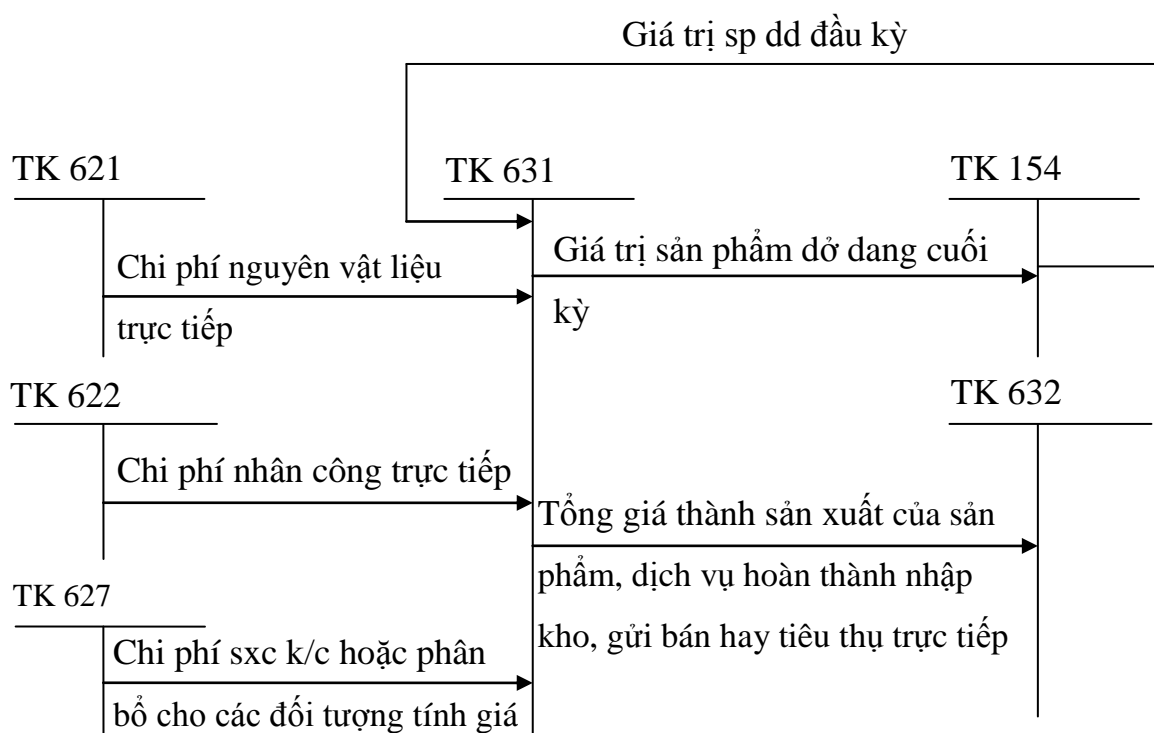 Giá trị sp dd đầu kỳ
TK 621
TK 631
TK 154
Chi phí nguyên vật liệu
trực tiếp
Giá trị sản phẩm dở dang cuối
kỳ
TK 622
TK 632
Chi phí nhân công trực tiếp
Tổng giá thành sản xuất của sản
phẩm, dịch vụ hoàn thành nhập
kho, gửi bán hay tiêu thụ trực tiếp
TK 627
Chi phí sxc k/c hoặc phân
bổ cho các đối tượng tính giá